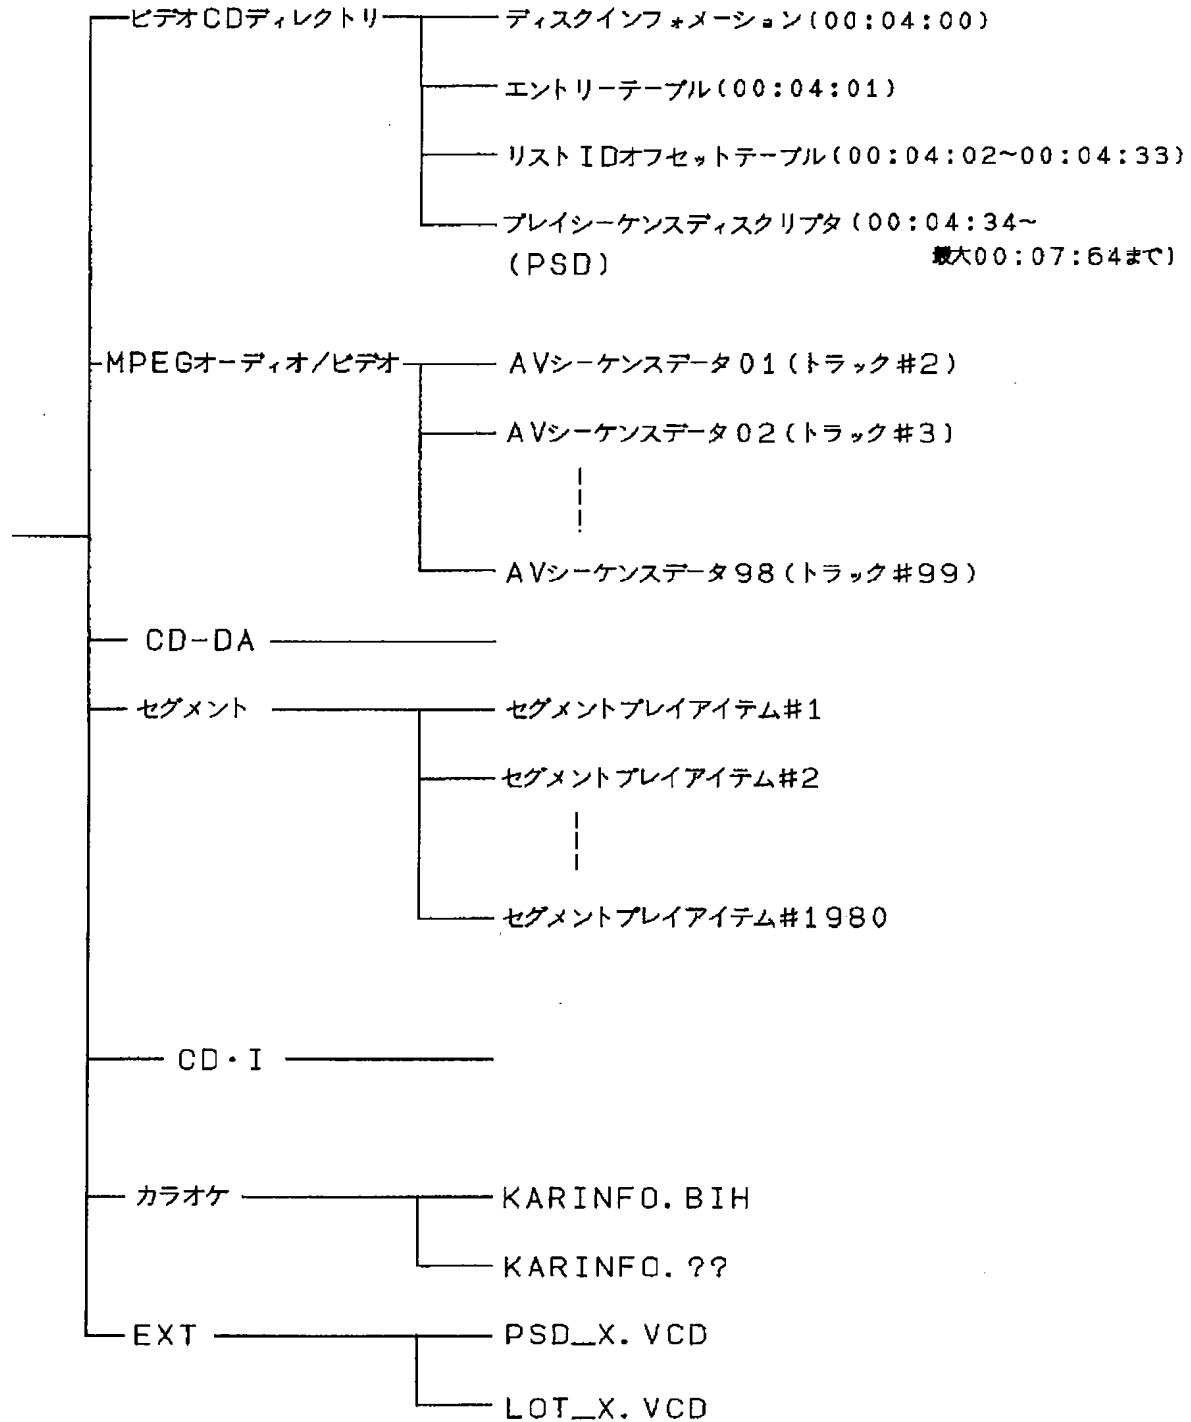 ビデオCDディレクトリ
ディスクインフォメーション(00:04:00)
エントリーテーブル(00:04:01)
リストIDオフセットテーブル(00:04:02~00:04:33)
プレイシーケンスディスクリプタ(00:04:34~
最大00:07:64まで)
(PSD)
MPEGオーディオ/ビデオ
AVシーケンスデータ01(トラック#2)
AVシーケンスデータ02(トラック#3)
AVシーケンスデータ98(トラック#99)
CD-DA
セグメント
セグメントプレイアイテム#1
セグメントプレイアイテム#2
セグメントプレイアイテム#1980
CD・I
カラオケ
KARINFO.BIH
KARINFO.??
EXT
PSD_X.VCD
LOT_X.VCD